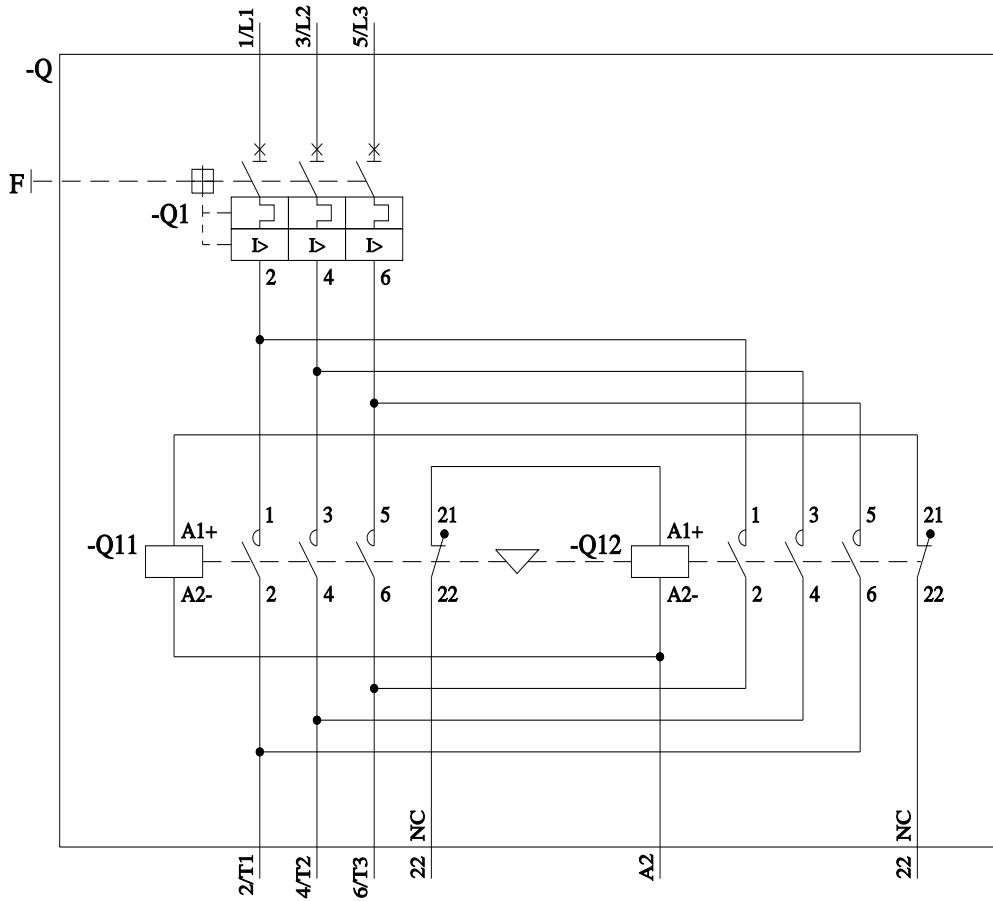 1/L1 3/L2 5/L3
-Q
F
-Q1
I> I> I>
2 4 6
1 3 5 21 1 3 5 21
-Q11 A1+ -Q12 A1+
A2- 2 4 6 22 A2- 2 4 6 22
NC NC
2/T1 4/T2 6/T3 22 A2 22